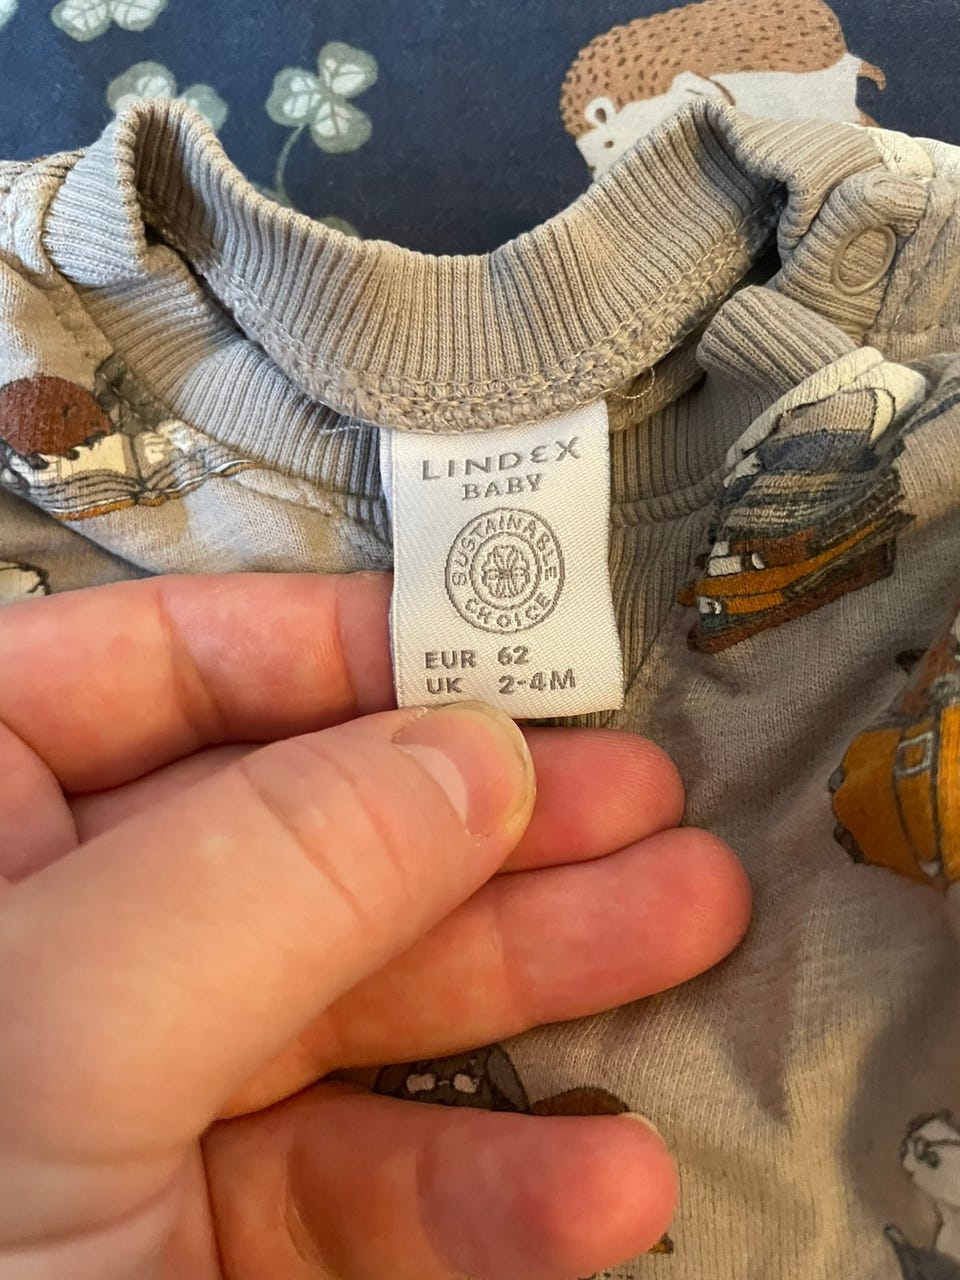 LINDEX
BABY
SUSTAINABLE
CHOICE
EUR 62
UK 2-4M